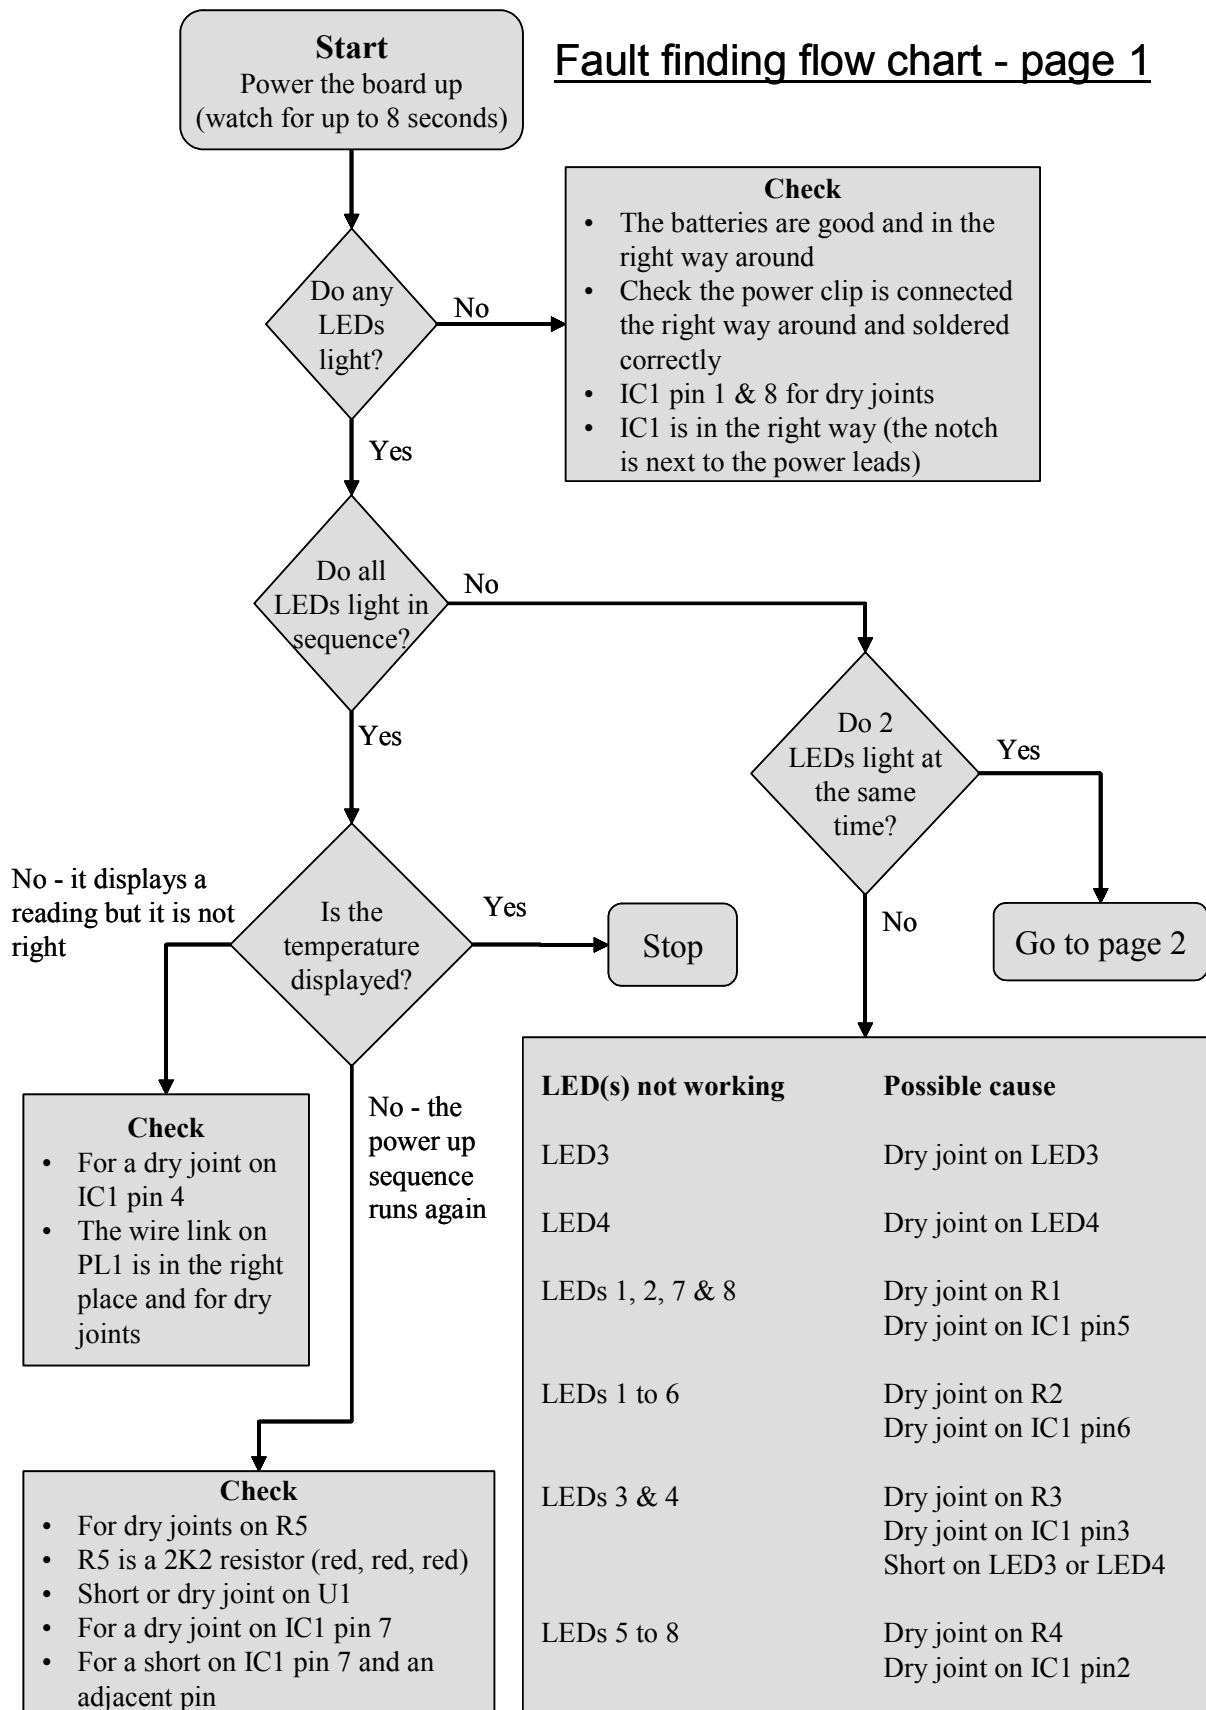 Start
Power the board up
(watch for up to 8 seconds)
Fault finding flow chart - page 1
Do any
LEDs
light?
No
Check
• The batteries are good and in the
right way around
• Check the power clip is connected
the right way around and soldered
correctly
• IC1 pin 1 & 8 for dry joints
• IC1 is in the right way (the notch
is next to the power leads)
Yes
Do all
LEDs light in
sequence?
No
Yes
Do 2
LEDs light at
the same
time?
Yes
Go to page 2
No
Is the
temperature
displayed?
Yes
Stop
No - it displays a
reading but it is not
right
Check
• For a dry joint on
IC1 pin 4
• The wire link on
PL1 is in the right
place and for dry
joints
No - the
power up
sequence
runs again
Check
• For dry joints on R5
• R5 is a 2K2 resistor (red, red, red)
• Short or dry joint on U1
• For a dry joint on IC1 pin 7
• For a short on IC1 pin 7 and an
adjacent pin
LED(s) not working Possible cause
LED3 Dry joint on LED3
LED4 Dry joint on LED4
LEDs 1, 2, 7 & 8 Dry joint on R1
Dry joint on IC1 pin5
LEDs 1 to 6 Dry joint on R2
Dry joint on IC1 pin6
LEDs 3 & 4 Dry joint on R3
Dry joint on IC1 pin3
Short on LED3 or LED4
LEDs 5 to 8 Dry joint on R4
Dry joint on IC1 pin2